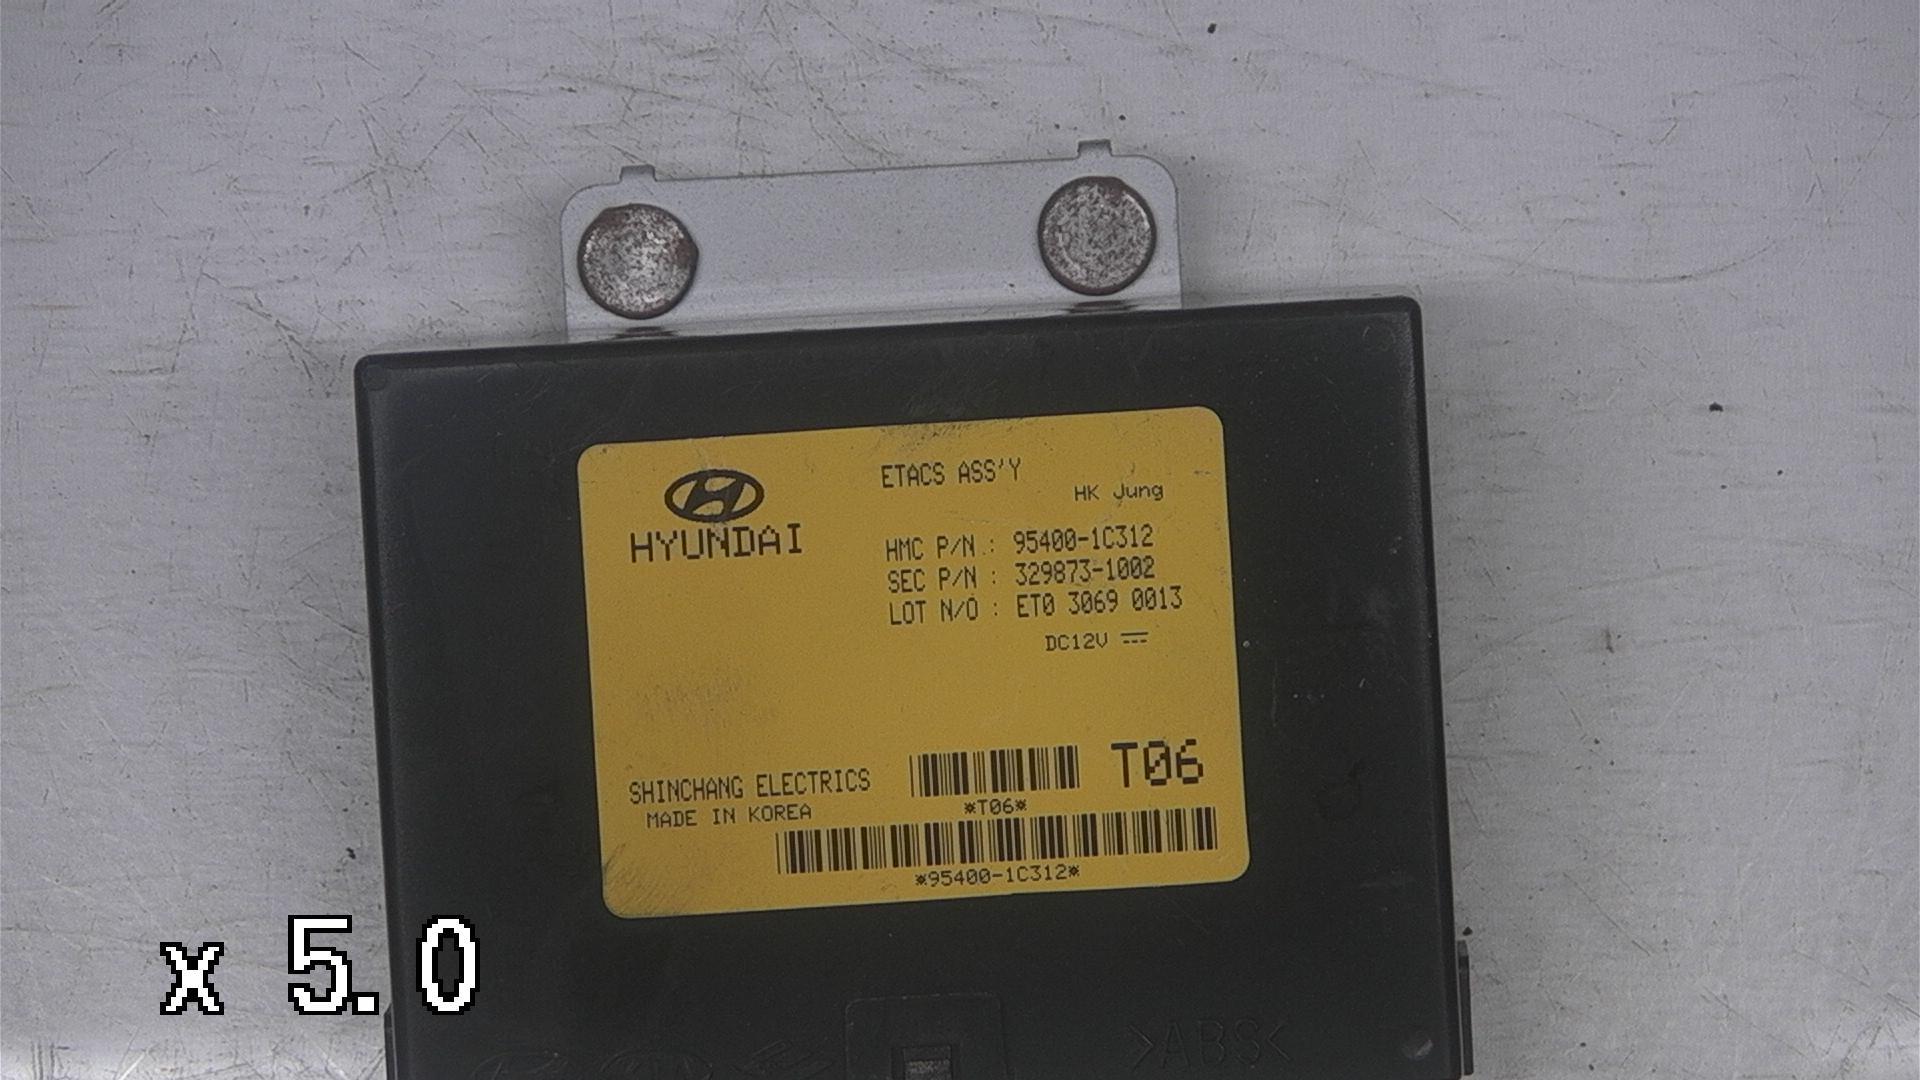 ETACS ASS'Y
HK Jung
HYUNDAI
HMC P/N : 95400-1C312
SEC P/N : 329873-1002
LOT N/O : ET0 3069 0013
DC12V
T06
SHINCHANG ELECTRICS
*T06*
MADE IN KOREA
*95400-1C312*
x 5.0
>ABS<